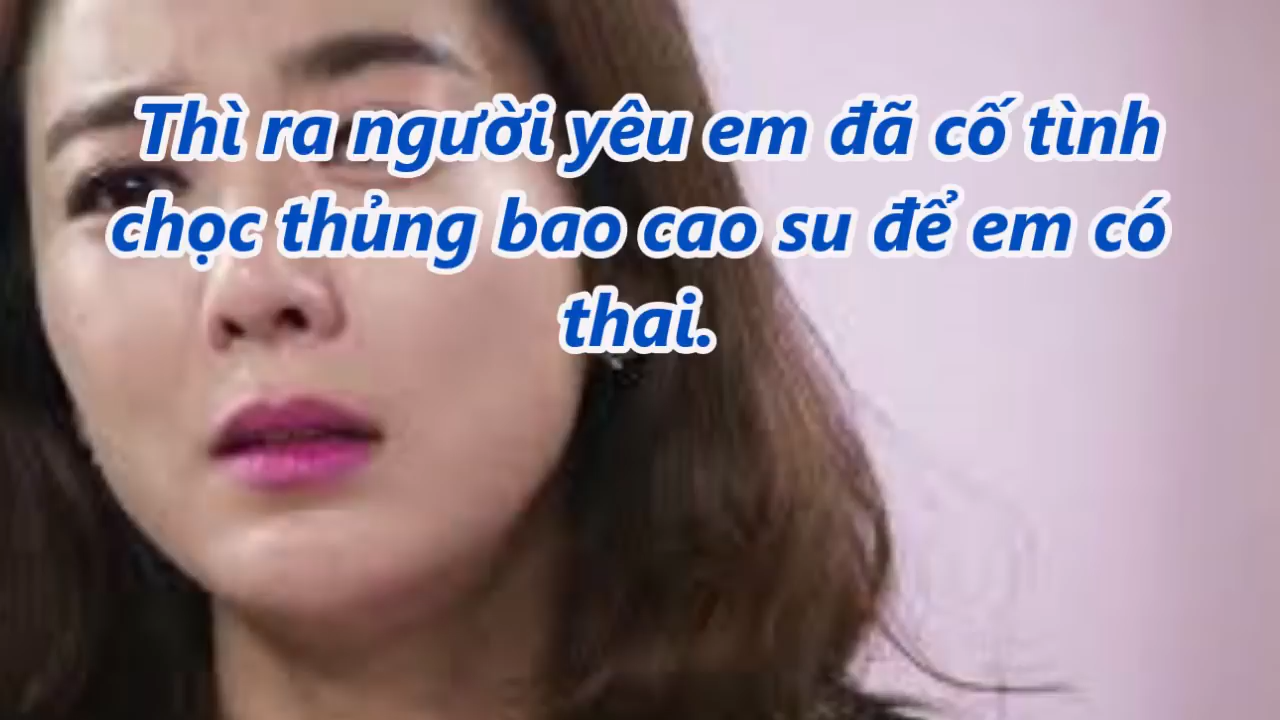 Thì ra người yêu em đã cố tình
chọc thủng bao cao su để em có
thai.